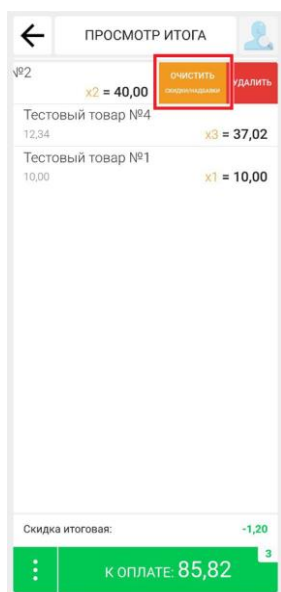 ПРОСМОТР ИТОГА
№2
x2 = 40,00
ОЧИСТИТЬ
СКИДКИ/НАДБАВКИ
УДАЛИТЬ
Тестовый товар №4
12,34
x3 = 37,02
Тестовый товар №1
10,00
x1 = 10,00
Скидка итоговая:
-1,20
К ОПЛАТЕ: 85,82
3